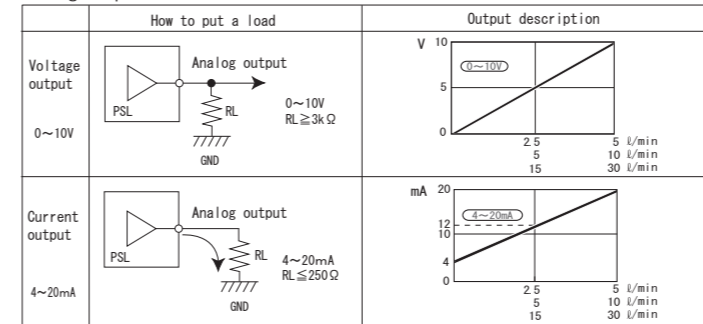 How to put a load
Output description
Voltage
output
0～10V
PSL
Analog output
RL
0～10V
RL≧3kΩ
GND
V
10
5
0
0～10V
2.5
5 ℓ/min
5
10 ℓ/min
15
30 ℓ/min
Current
output
4～20mA
PSL
Analog output
RL
4～20mA
RL≦250Ω
GND
mA
20
12
10
4
0
4～20mA
2.5
5 ℓ/min
5
10 ℓ/min
15
30 ℓ/min